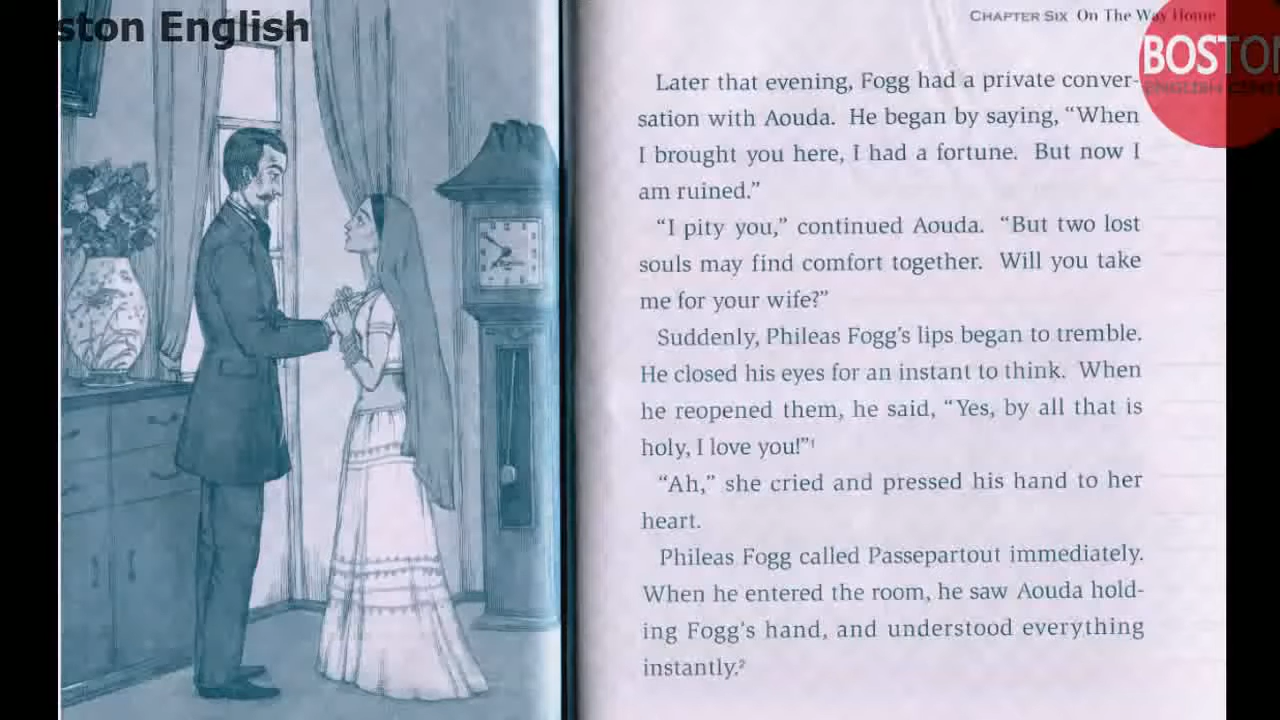 ston English
CHAPTER SIX On The Way Home
BOSTON
ENGLISH
Later that evening, Fogg had a private conver-
sation with Aouda. He began by saying, “When
I brought you here, I had a fortune. But now I
am ruined.”
“I pity you,” continued Aouda. “But two lost
souls may find comfort together. Will you take
me for your wife?”
Suddenly, Phileas Fogg's lips began to tremble.
He closed his eyes for an instant to think. When
he reopened them, he said, “Yes, by all that is
holy, I love you!”¹
“Ah,” she cried and pressed his hand to her
heart.
Phileas Fogg called Passepartout immediately.
When he entered the room, he saw Aouda hold-
ing Fogg's hand, and understood everything
instantly.²